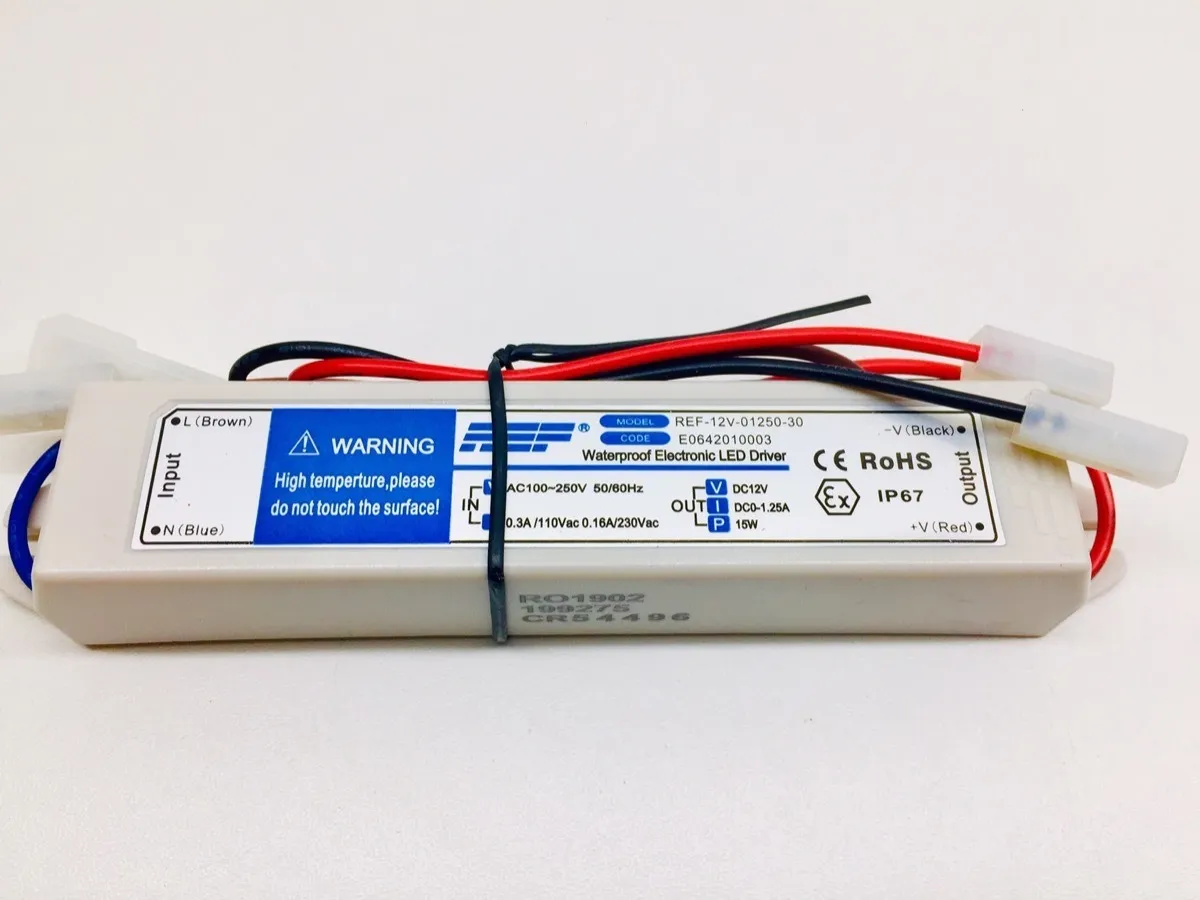 L (Brown)
Input
N (Blue)
WARNING
High temperture,please
do not touch the surface!
REF®
MODEL REF-12V-01250-30
CODE E0642010003
Waterproof Electronic LED Driver
IN
AC100~250V 50/60Hz
0.3A /110Vac 0.16A/230Vac
OUT
V DC12V
I DC0-1.25A
P 15W
CE RoHS
Ex IP67
-V (Black)
Output
+V (Red)
RO1902
199275
CR54496